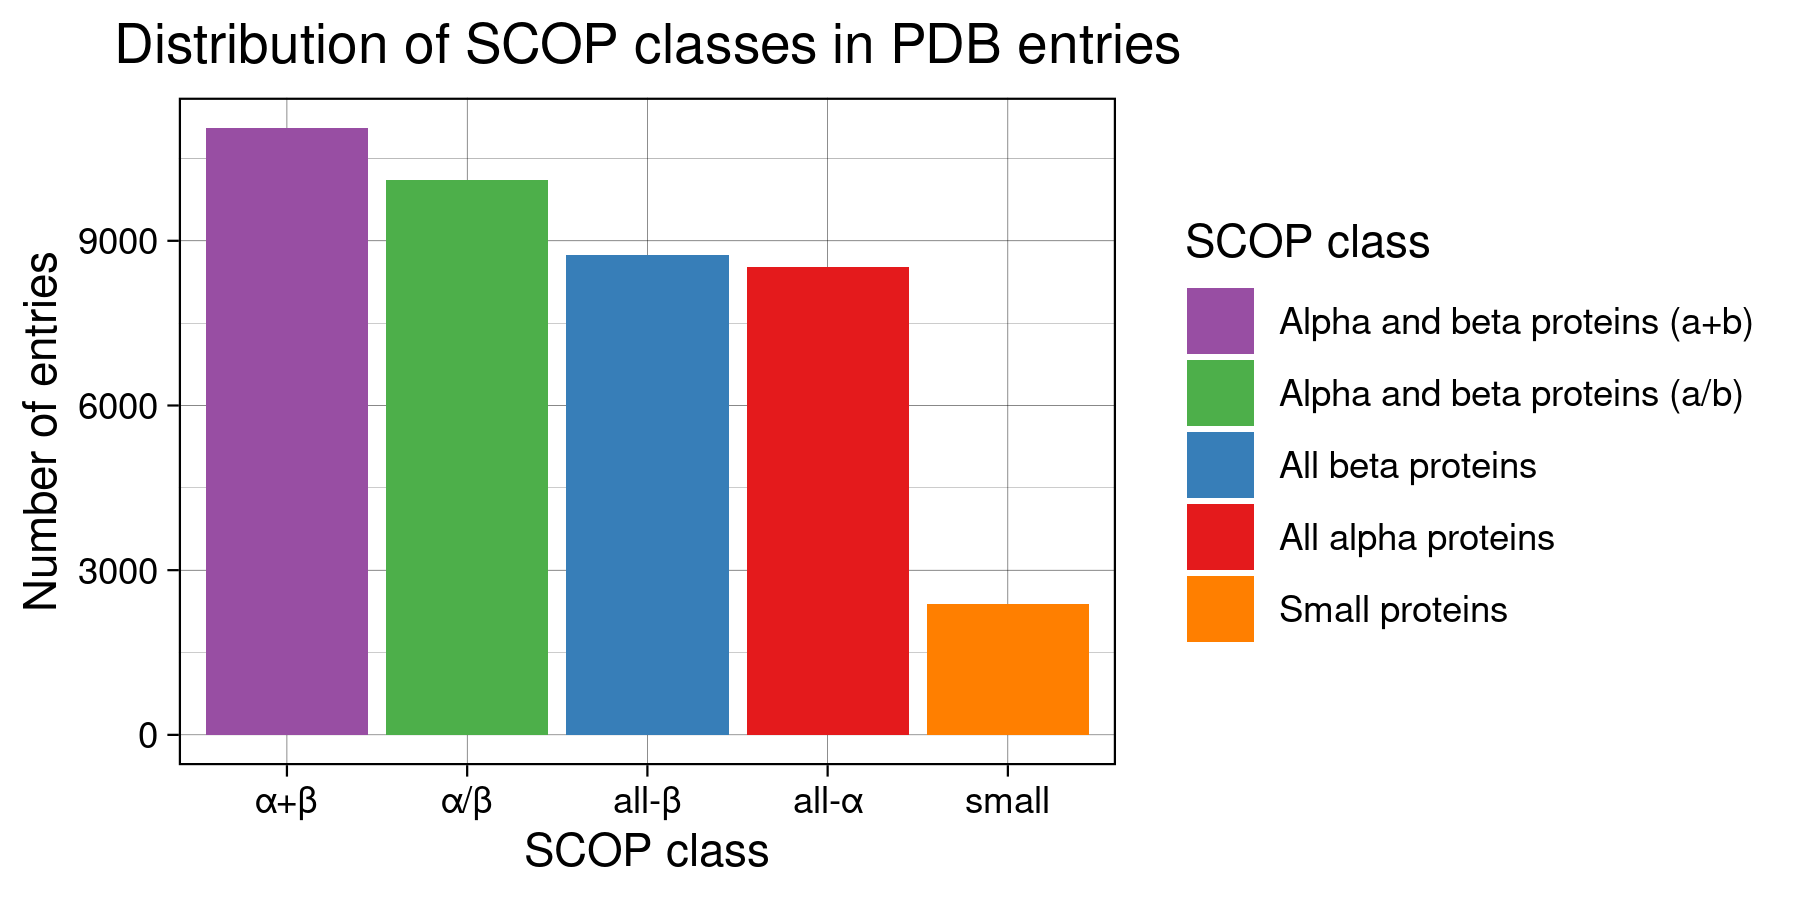 Distribution of SCOP classes in PDB entries
Number of entries
9000
6000
3000
0
α+β
α/β
all-β
all-α
small
SCOP class
SCOP class
Alpha and beta proteins (a+b)
Alpha and beta proteins (a/b)
All beta proteins
All alpha proteins
Small proteins